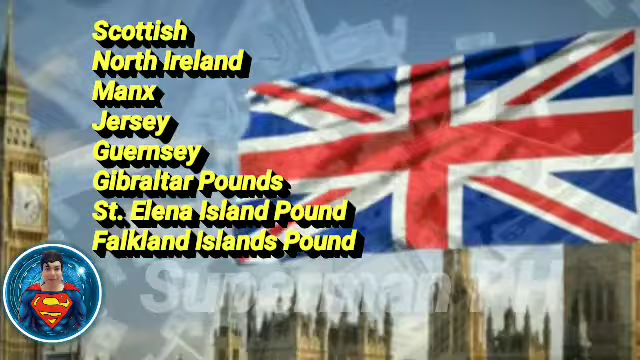 Scottish
North Ireland
Manx
Jersey
Guernsey
Gibraltar Pounds
St. Elena Island Pound
Falkland Islands Pound